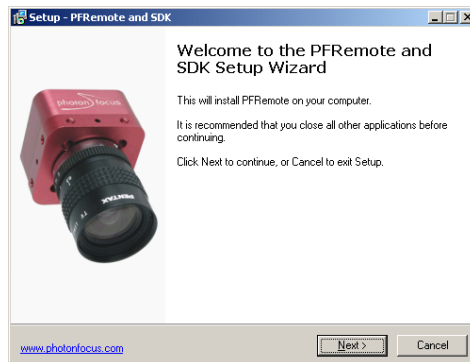 Setup - PFRemote and SDK
Welcome to the PFRemote and
SDK Setup Wizard
This will install PFRemote on your computer.
It is recommended that you close all other applications before
continuing.
Click Next to continue, or Cancel to exit Setup.
photon focus
PENTAX
www.photonfocus.com
Next >
Cancel